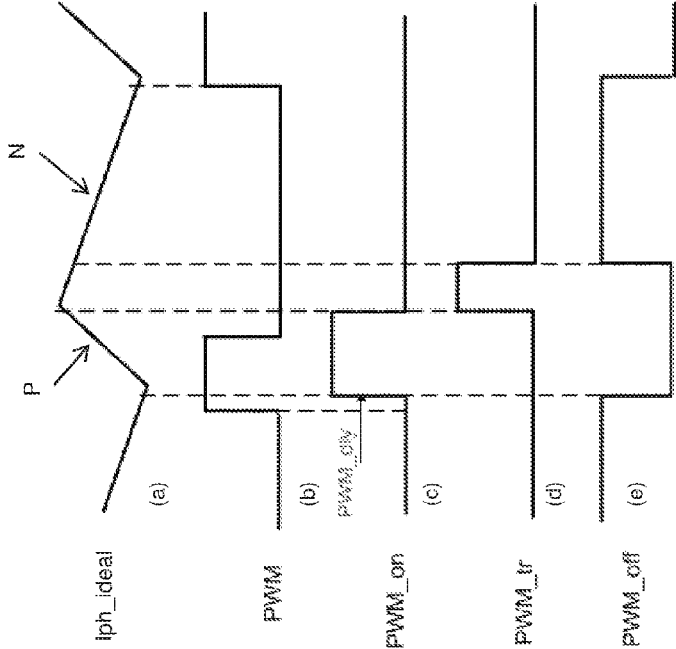 N
P
Iph_ideal
(a)
PWM
(b)
PWM_dly
PWM_on
(c)
PWM_tr
(d)
PWM_off
(e)